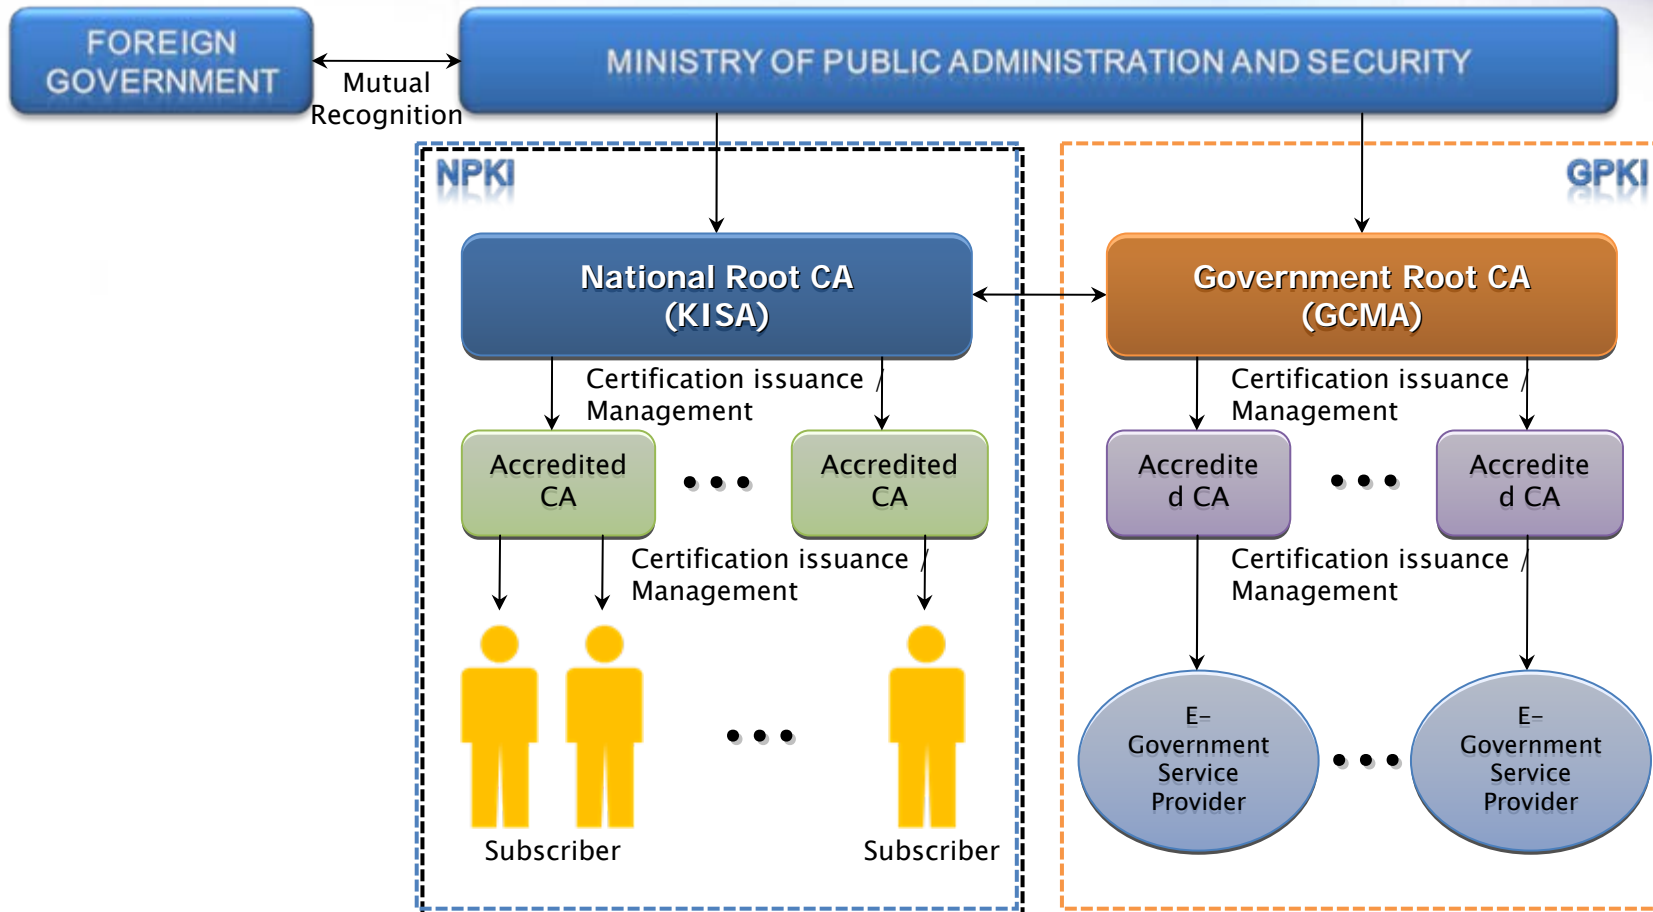 FOREIGN
GOVERNMENT
Mutual
Recognition
MINISTRY OF PUBLIC ADMINISTRATION AND SECURITY
NPKI
National Root CA
(KISA)
Certification issuance /
Management
Accredited
CA
Accredited
CA
Certification issuance /
Management
Subscriber
Subscriber
GPKI
Government Root CA
(GCMA)
Certification issuance /
Management
Accredite
d CA
Accredite
d CA
Certification issuance /
Management
E-
Government
Service
Provider
E-
Government
Service
Provider